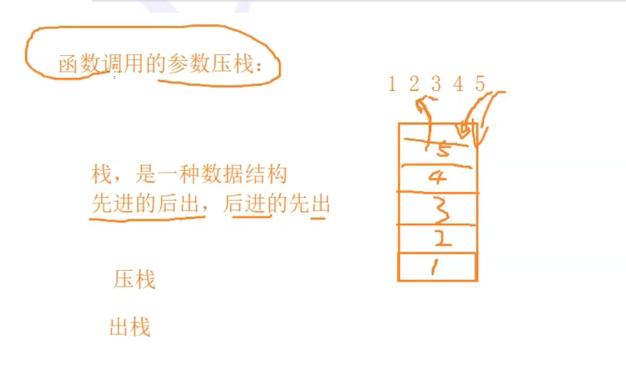 函数调用的参数压栈：
1 2 3 4 5
栈，是一种数据结构
先进的后出，后进的先出
压栈
出栈
5
4
3
2
1